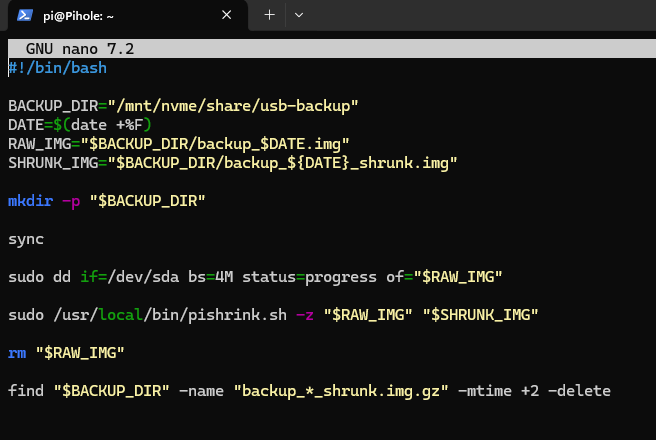 pi@Pihole: ~
GNU nano 7.2
#!/bin/bash
BACKUP_DIR="/mnt/nvme/share/usb-backup"
DATE=$(date +%F)
RAW_IMG="$BACKUP_DIR/backup_$DATE.img"
SHRUNK_IMG="$BACKUP_DIR/backup_${DATE}_shrunk.img"
mkdir -p "$BACKUP_DIR"
sync
sudo dd if=/dev/sda bs=4M status=progress of="$RAW_IMG"
sudo /usr/local/bin/pishrink.sh -z "$RAW_IMG" "$SHRUNK_IMG"
rm "$RAW_IMG"
find "$BACKUP_DIR" -name "backup_*_shrunk.img.gz" -mtime +2 -delete